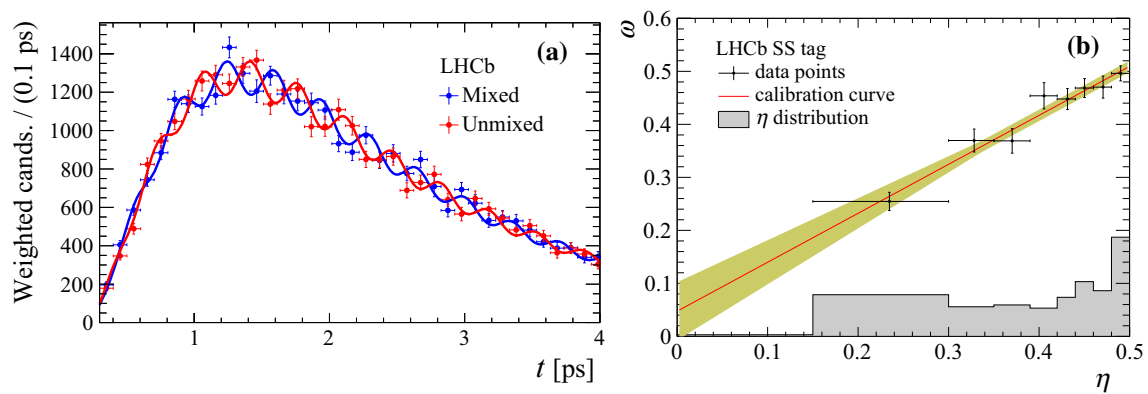 Weighted cands. / (0.1 ps)
1400
1200
1000
800
600
400
200
0
LHCb
Mixed
Unmixed
(a)
1
2
3
4
t [ps]
ω
0.6
0.5
0.4
0.3
0.2
0.1
0
LHCb SS tag
data points
calibration curve
η distribution
(b)
0
0.1
0.2
0.3
0.4
0.5
η